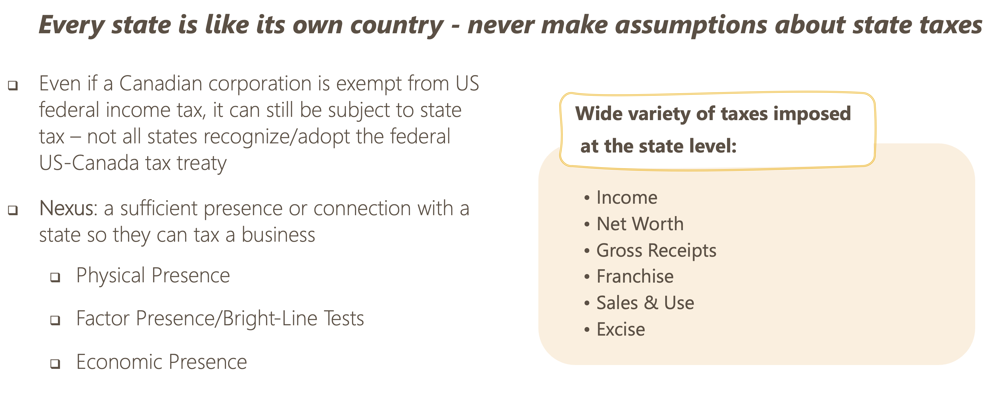 Every state is like its own country - never make assumptions about state taxes
❑ Even if a Canadian corporation is exempt from US
federal income tax, it can still be subject to state
tax – not all states recognize/adopt the federal
US-Canada tax treaty
❑ Nexus: a sufficient presence or connection with a
state so they can tax a business
❑ Physical Presence
❑ Factor Presence/Bright-Line Tests
❑ Economic Presence
Wide variety of taxes imposed
at the state level:
• Income
• Net Worth
• Gross Receipts
• Franchise
• Sales & Use
• Excise